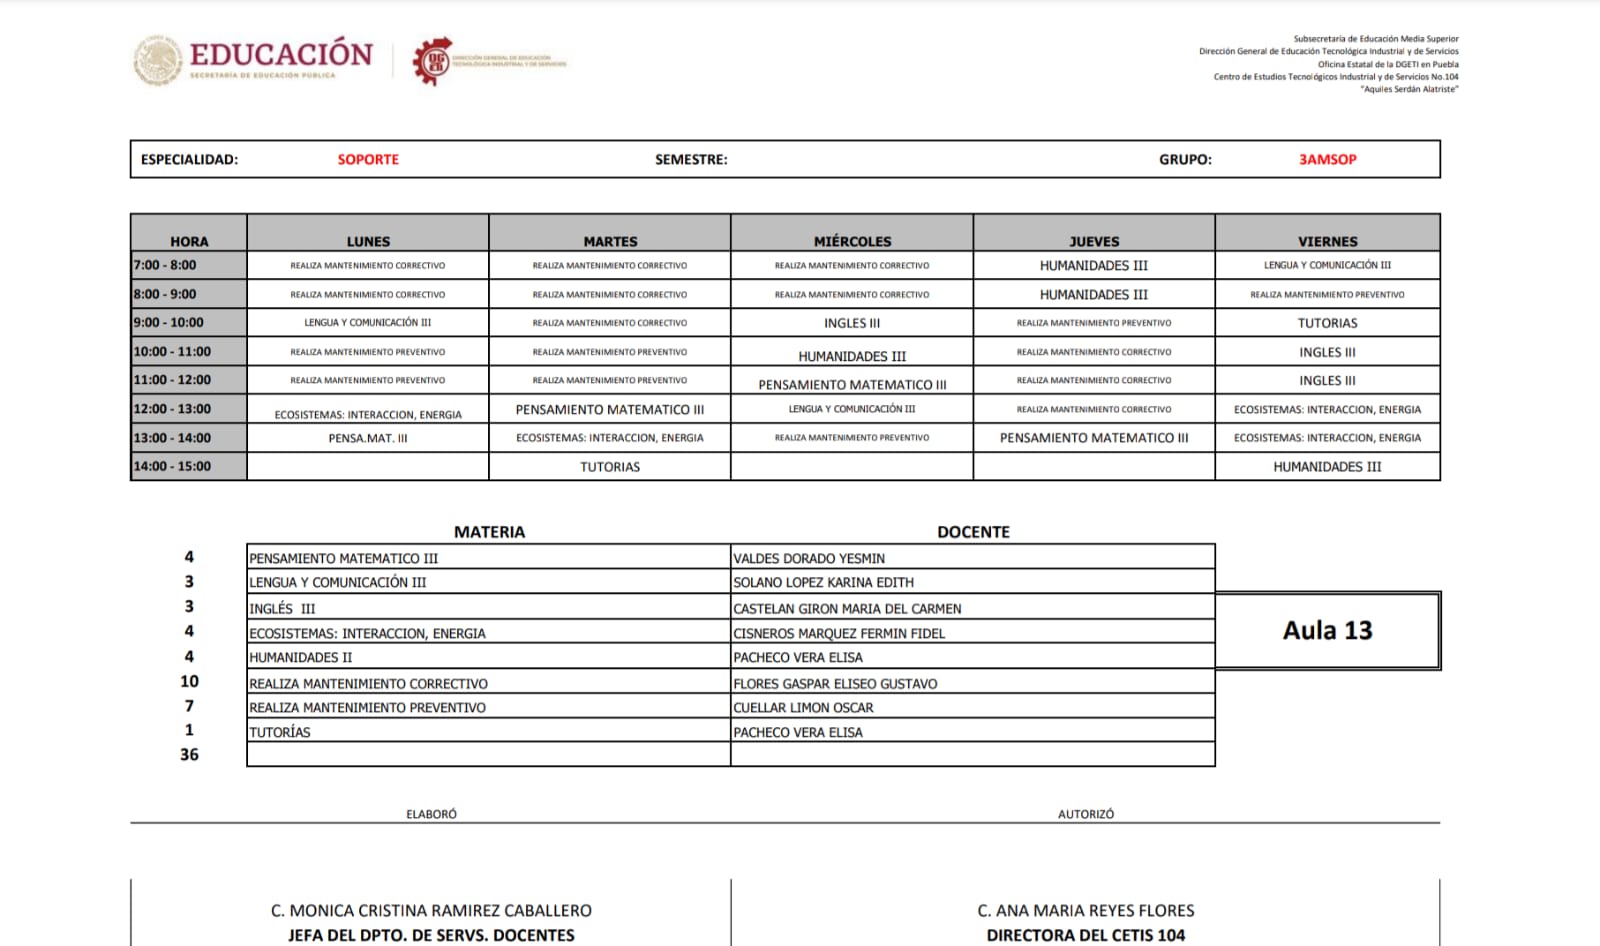 EDUCACIÓN
SECRETARÍA DE EDUCACIÓN PÚBLICA
DIRECCIÓN GENERAL DE EDUCACIÓN
TECNOLÓGICA INDUSTRIAL Y DE SERVICIOS
Subsecretaría de Educación Media Superior
Dirección General de Educación Tecnológica Industrial y de Servicios
Oficina Estatal de la DGETI en Puebla
Centro de Estudios Tecnológicos Industrial y de Servicios No.104
"Aquiles Serdán Alatriste"
ESPECIALIDAD: SOPORTE SEMESTRE: GRUPO: 3AMSOP
HORA LUNES MARTES MIÉRCOLES JUEVES VIERNES
7:00 - 8:00 REALIZA MANTENIMIENTO CORRECTIVO REALIZA MANTENIMIENTO CORRECTIVO REALIZA MANTENIMIENTO CORRECTIVO HUMANIDADES III LENGUA Y COMUNICACIÓN III
8:00 - 9:00 REALIZA MANTENIMIENTO CORRECTIVO REALIZA MANTENIMIENTO CORRECTIVO REALIZA MANTENIMIENTO CORRECTIVO HUMANIDADES III REALIZA MANTENIMIENTO PREVENTIVO
9:00 - 10:00 LENGUA Y COMUNICACIÓN III REALIZA MANTENIMIENTO CORRECTIVO INGLES III REALIZA MANTENIMIENTO PREVENTIVO TUTORIAS
10:00 - 11:00 REALIZA MANTENIMIENTO PREVENTIVO REALIZA MANTENIMIENTO PREVENTIVO HUMANIDADES III REALIZA MANTENIMIENTO CORRECTIVO INGLES III
11:00 - 12:00 REALIZA MANTENIMIENTO PREVENTIVO REALIZA MANTENIMIENTO PREVENTIVO PENSAMIENTO MATEMATICO III REALIZA MANTENIMIENTO CORRECTIVO INGLES III
12:00 - 13:00 ECOSISTEMAS: INTERACCION, ENERGIA PENSAMIENTO MATEMATICO III LENGUA Y COMUNICACIÓN III REALIZA MANTENIMIENTO CORRECTIVO ECOSISTEMAS: INTERACCION, ENERGIA
13:00 - 14:00 PENSA.MAT. III ECOSISTEMAS: INTERACCION, ENERGIA REALIZA MANTENIMIENTO PREVENTIVO PENSAMIENTO MATEMATICO III ECOSISTEMAS: INTERACCION, ENERGIA
14:00 - 15:00 TUTORIAS HUMANIDADES III
MATERIA DOCENTE
4 PENSAMIENTO MATEMATICO III VALDES DORADO YESMIN
3 LENGUA Y COMUNICACIÓN III SOLANO LOPEZ KARINA EDITH
3 INGLÉS III CASTELAN GIRON MARIA DEL CARMEN
4 ECOSISTEMAS: INTERACCION, ENERGIA CISNEROS MARQUEZ FERMIN FIDEL
Aula 13
4 HUMANIDADES II PACHECO VERA ELISA
10 REALIZA MANTENIMIENTO CORRECTIVO FLORES GASPAR ELISEO GUSTAVO
7 REALIZA MANTENIMIENTO PREVENTIVO CUELLAR LIMON OSCAR
1 TUTORÍAS PACHECO VERA ELISA
36
ELABORÓ AUTORIZÓ
C. MONICA CRISTINA RAMIREZ CABALLERO C. ANA MARIA REYES FLORES
JEFA DEL DPTO. DE SERVS. DOCENTES DIRECTORA DEL CETIS 104